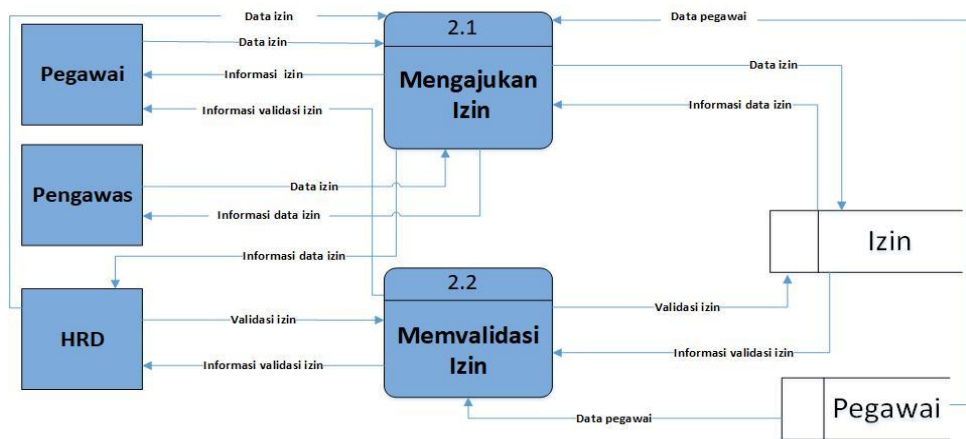 Data izin
2.1
Data pegawai
Data izin
Pegawai
Mengajukan
Izin
Informasi izin
Data izin
Informasi validasi izin
Informasi data izin
Pengawas
Data izin
Informasi data izin
Izin
Informasi data izin
2.2
HRD
Validasi izin
Memvalidasi
Izin
Validasi izin
Informasi validasi izin
Informasi validasi izin
Pegawai
Data pegawai